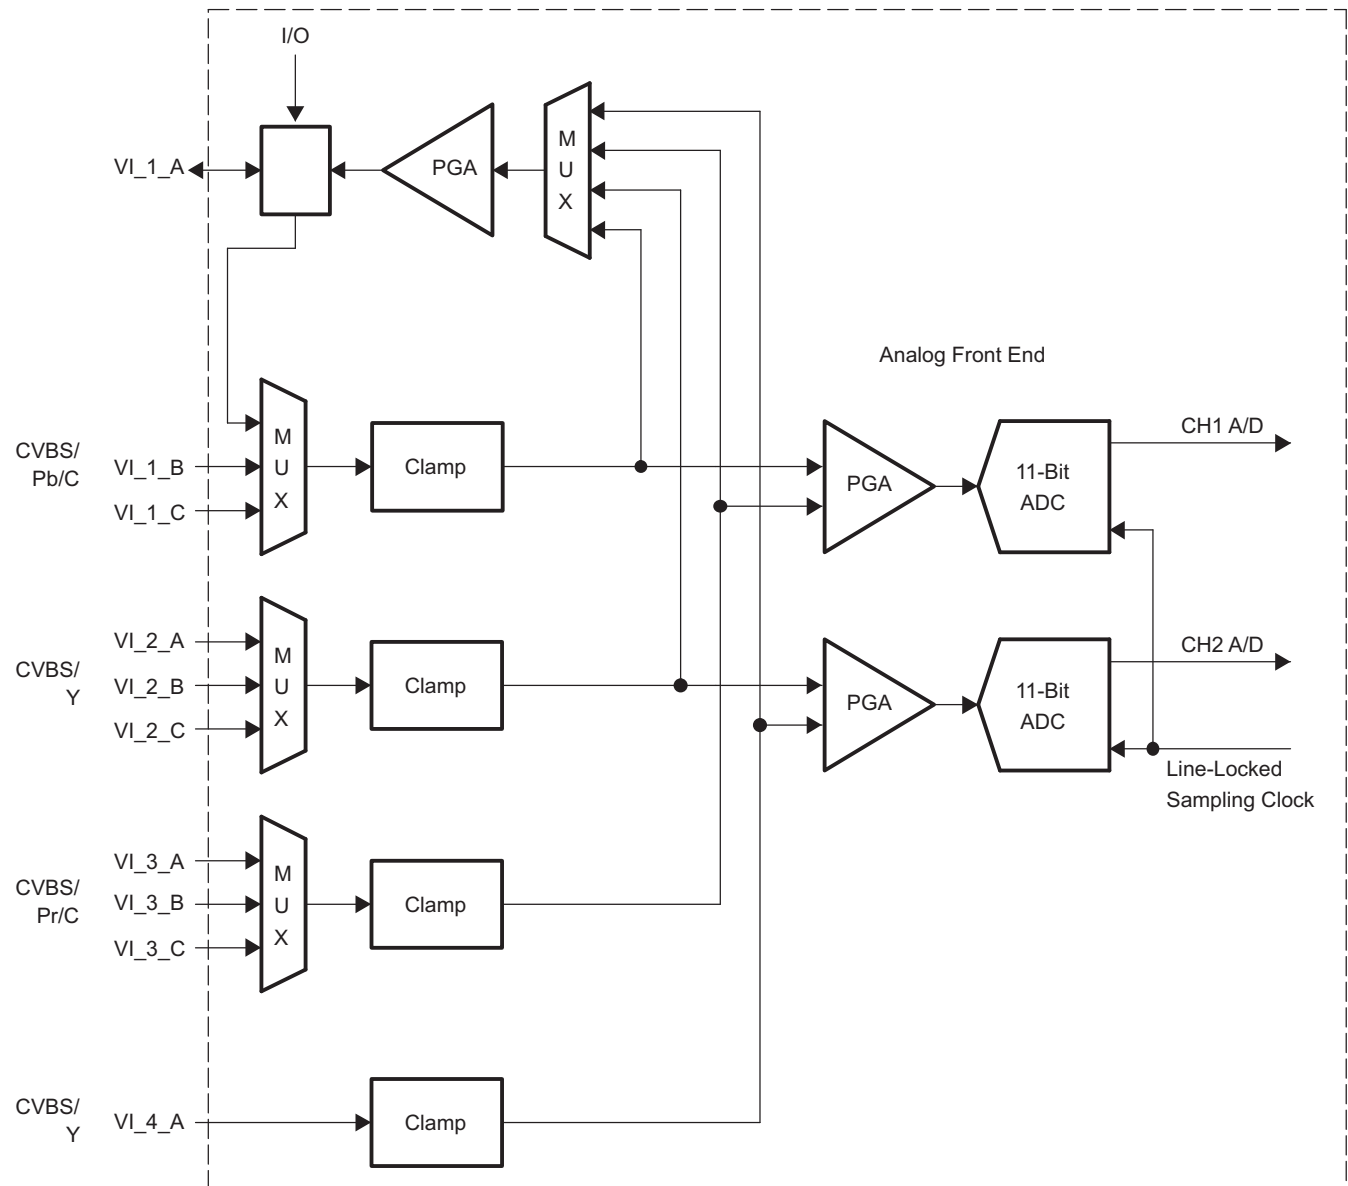 I/O
VI_1_A
PGA
M
U
X
Analog Front End
CVBS/
Pb/C
VI_1_B
VI_1_C
M
U
X
Clamp
PGA
11-Bit
ADC
CH1 A/D
CVBS/
Y
VI_2_A
VI_2_B
VI_2_C
M
U
X
Clamp
PGA
11-Bit
ADC
CH2 A/D
Line-Locked
Sampling Clock
CVBS/
Pr/C
VI_3_A
VI_3_B
VI_3_C
M
U
X
Clamp
CVBS/
Y
VI_4_A
Clamp